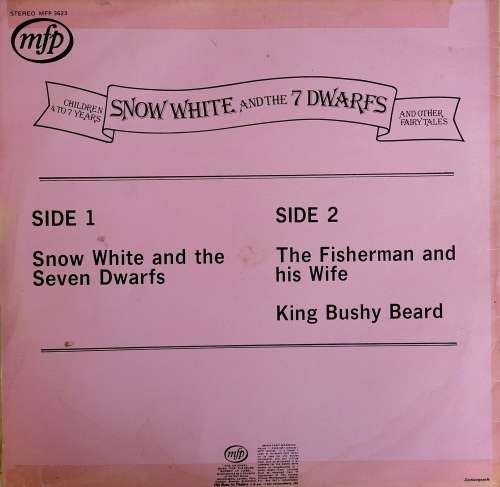 STEREO MFP 5623
mfp
CHILDREN
4 TO 7 YEARS
SNOW WHITE AND THE 7 DWARFS
AND OTHER
FAIRY TALES
SIDE 1
Snow White and the
Seven Dwarfs
SIDE 2
The Fisherman and
his Wife
King Bushy Beard
mfp